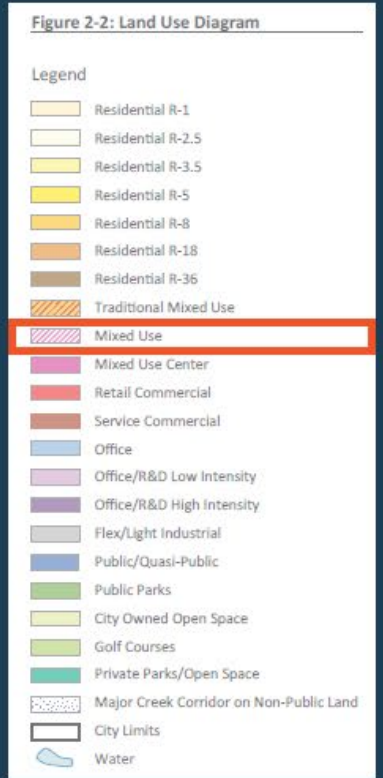 Figure 2-2: Land Use Diagram
Legend
Residential R-1
Residential R-2.5
Residential R-3.5
Residential R-5
Residential R-8
Residential R-18
Residential R-36
Traditional Mixed Use
Mixed Use
Mixed Use Center
Retail Commercial
Service Commercial
Office
Office/R&D Low Intensity
Office/R&D High Intensity
Flex/Light Industrial
Public/Quasi-Public
Public Parks
City Owned Open Space
Golf Courses
Private Parks/Open Space
Major Creek Corridor on Non-Public Land
City Limits
Water